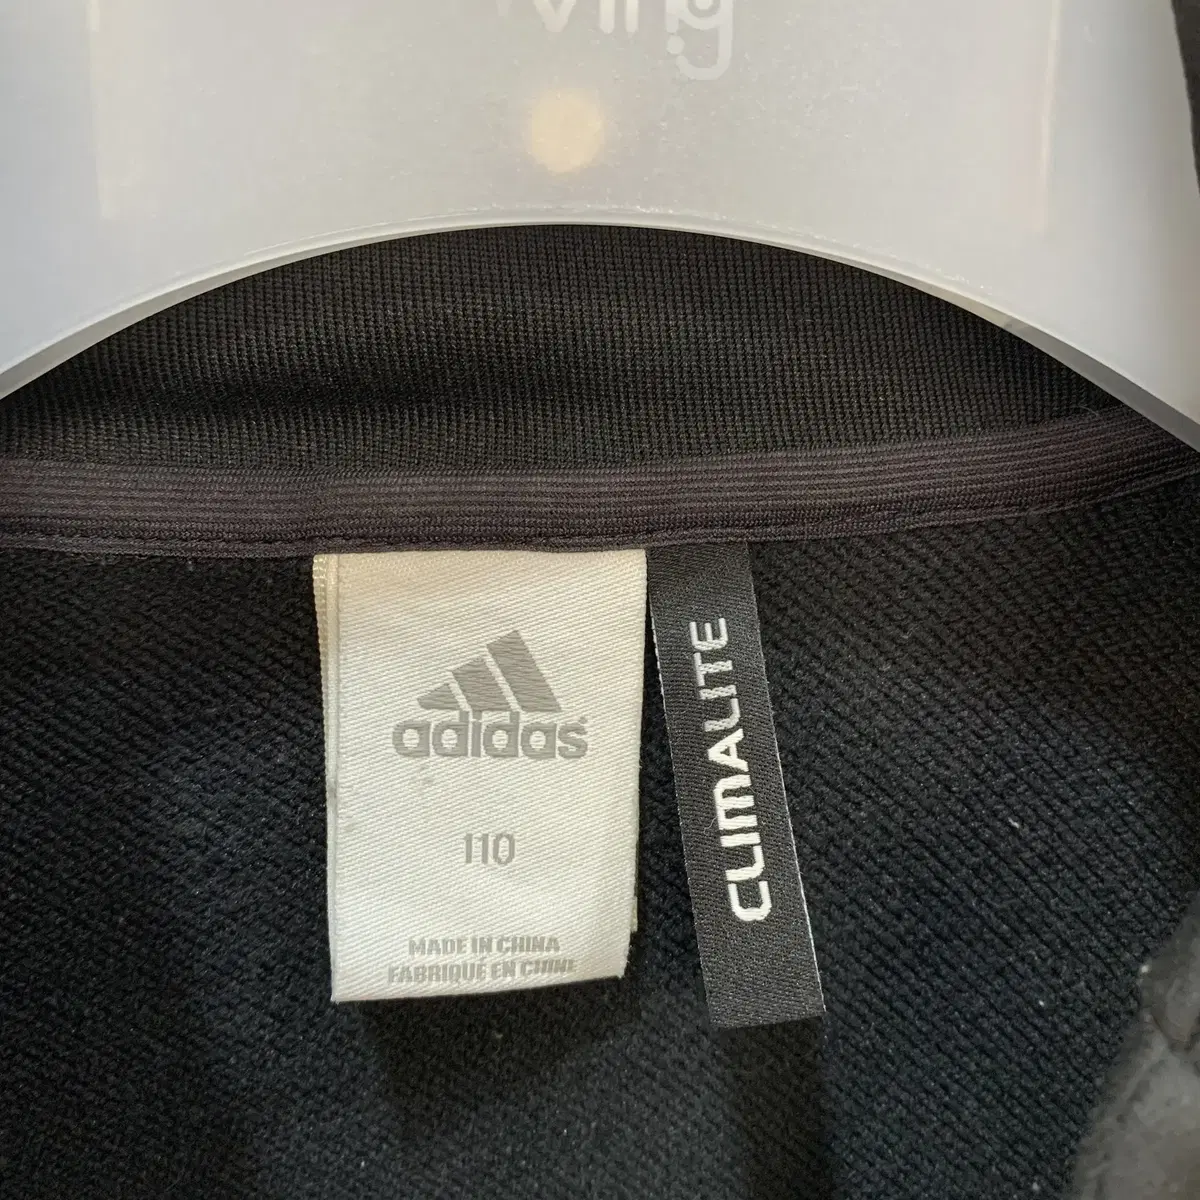 adidas
110
MADE IN CHINA
FABRIQUÉ EN CHINE
CLIMALITE